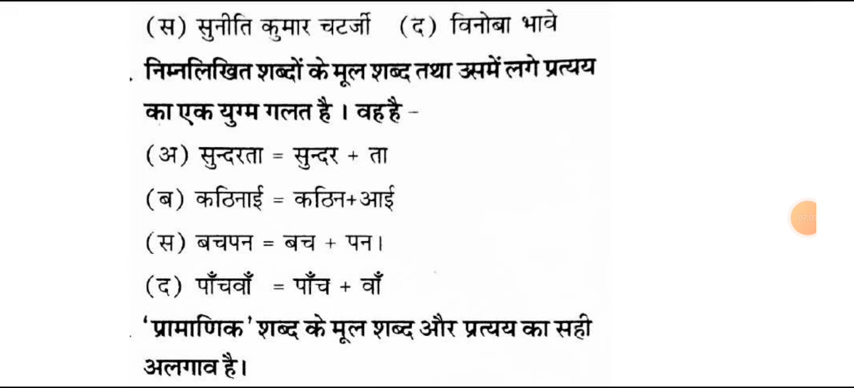 (स) सुनीति कुमार चटर्जी (द) विनोबा भावे
. निम्नलिखित शब्दों के मूल शब्द तथा उसमें लगे प्रत्यय
का एक युग्म गलत है । वह है –
(अ) सुन्दरता = सुन्दर + ता
(ब) कठिनाई = कठिन+आई
(स) बचपन = बच + पन।
(द) पाँचवाँ = पाँच + वाँ
. ‘प्रामाणिक’ शब्द के मूल शब्द और प्रत्यय का सही
अलगाव है।